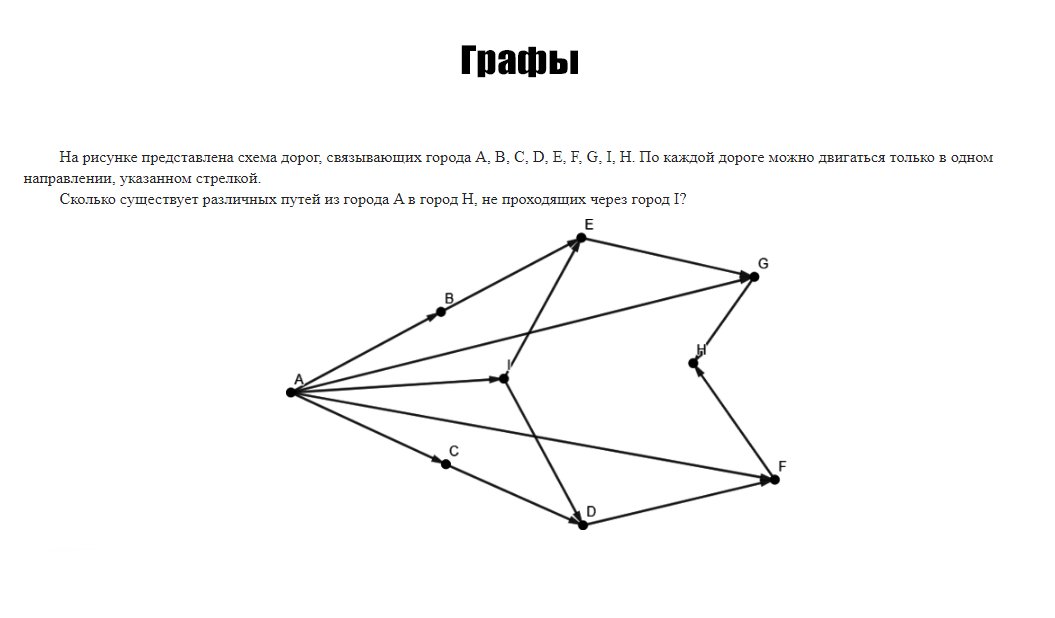 Графы
На рисунке представлена схема дорог, связывающих города A, B, C, D, E, F, G, I, H. По каждой дороге можно двигаться только в одном
направлении, указанном стрелкой.
Сколько существует различных путей из города A в город H, не проходящих через город I?
E
G
B
H
I
A
C
F
D